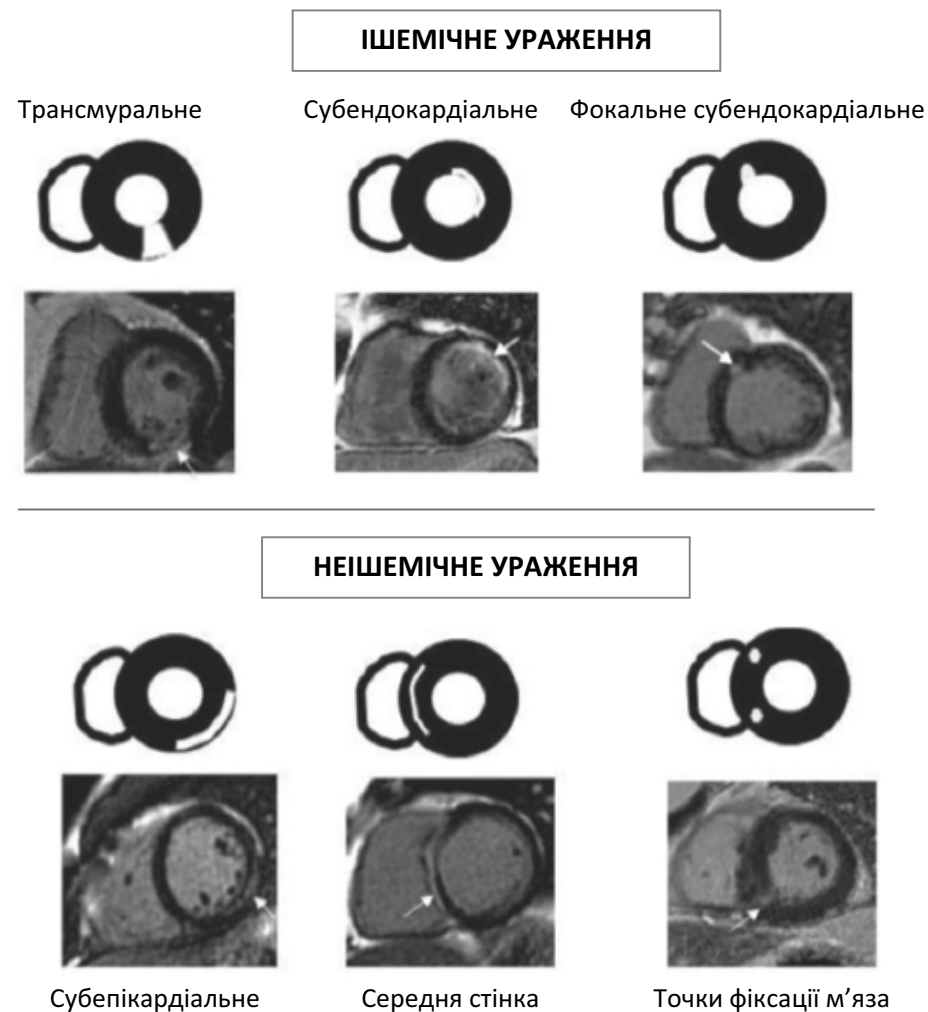 ІШЕМІЧНЕ УРАЖЕННЯ
Трансмуральне Субендокардіальне Фокальне субендокардіальне
НЕІШЕМІЧНЕ УРАЖЕННЯ
Субепікардіальне Середня стінка Точки фіксації м’яза